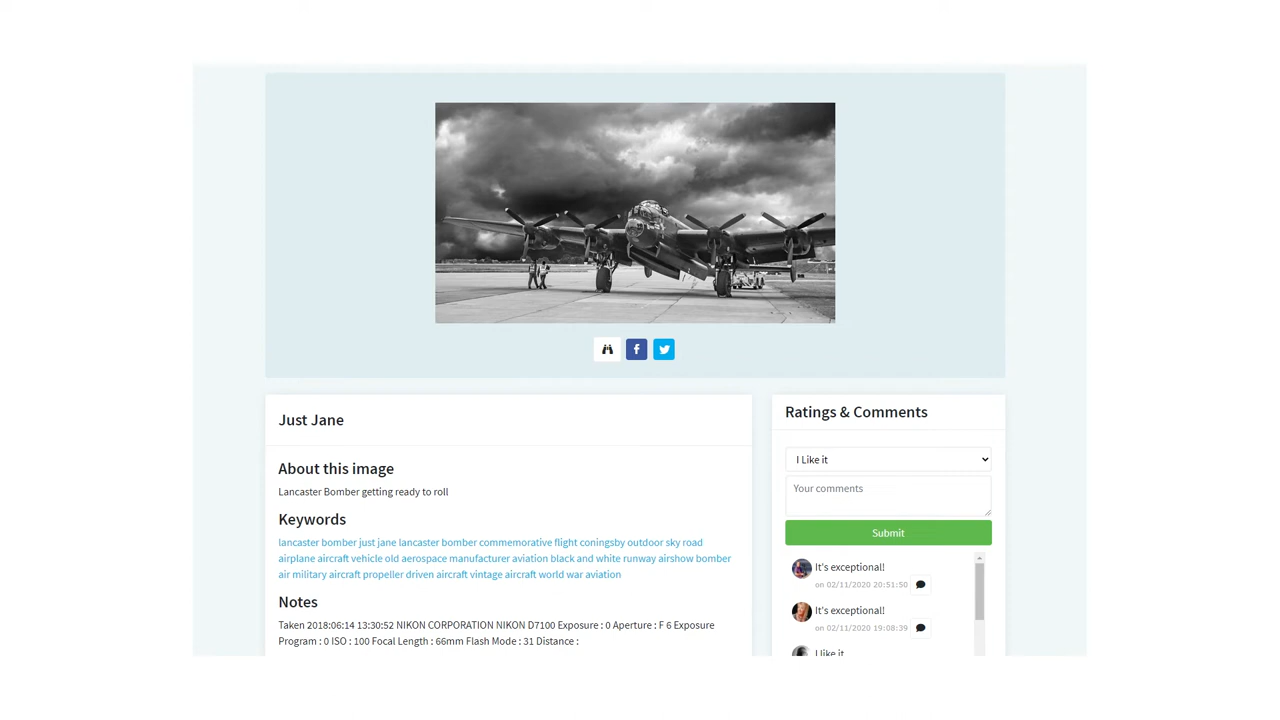 Just Jane
About this image
Lancaster Bomber getting ready to roll
Keywords
lancaster bomber just jane lancaster bomber commemorative flight coningsby outdoor sky road
airplane aircraft vehicle old aerospace manufacturer aviation black and white runway airshow bomber
air military aircraft propeller driven aircraft vintage aircraft world war aviation
Notes
Taken 2018:06:14 13:30:52 NIKON CORPORATION NIKON D7100 Exposure : 0 Aperture : F 6 Exposure
Program : 0 ISO : 100 Focal Length : 66mm Flash Mode : 31 Distance :
Ratings & Comments
I Like it
Your comments
Submit
It's exceptional!
on 02/11/2020 20:51:50
It's exceptional!
on 02/11/2020 19:08:39
I like it